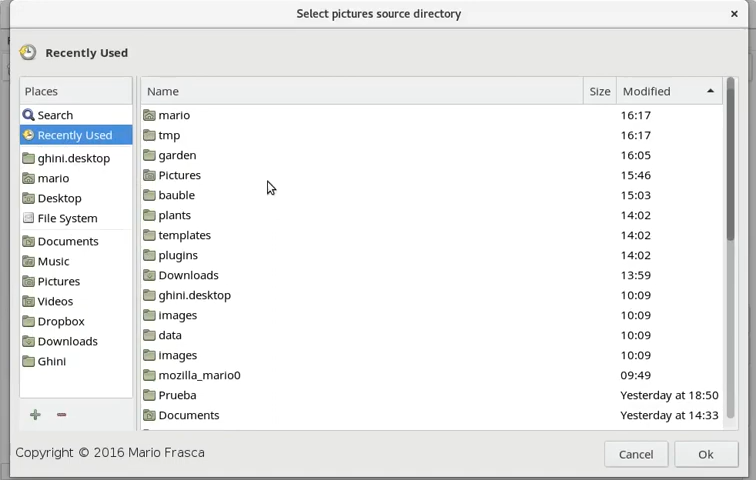 Select pictures source directory
Recently Used
Places
Search
Recently Used
ghini.desktop
mario
Desktop
File System
Documents
Music
Pictures
Videos
Dropbox
Downloads
Ghini
Name Size Modified
mario 16:17
tmp 16:17
garden 16:05
Pictures 15:46
bauble 15:03
plants 14:02
templates 14:02
plugins 14:02
Downloads 13:59
ghini.desktop 10:09
images 10:09
data 10:09
images 10:09
mozilla_mario0 09:49
Prueba Yesterday at 18:50
Documents Yesterday at 14:33
Copyright © 2016 Mario Frasca
Cancel Ok